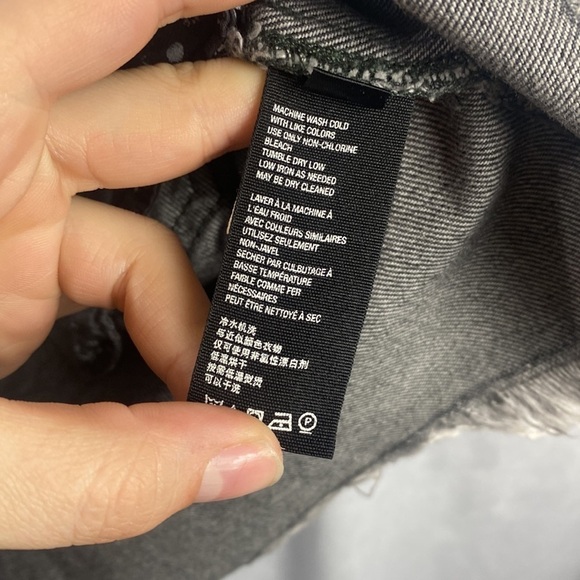 MACHINE WASH COLD
WITH LIKE COLORS
USE ONLY NON-CHLORINE
BLEACH
TUMBLE DRY LOW
LOW IRON AS NEEDED
MAY BE DRY CLEANED
LAVER À LA MACHINE À
L'EAU FROID
AVEC COULEURS SIMILAIRES
UTILISEZ SEULEMENT
NON-JAVEL
SECHER PAR CULBUTAGE À
BASSE TEMPÉRATURE
FAIBLE COMME FER
NÉCESSAIRES
PEUT ÊTRE NETTOYÉ À SEC
冷水机洗
与近似颜色衣物
仅可使用非氯性漂白剂
低温烘干
按需低温熨烫
可以干洗
P